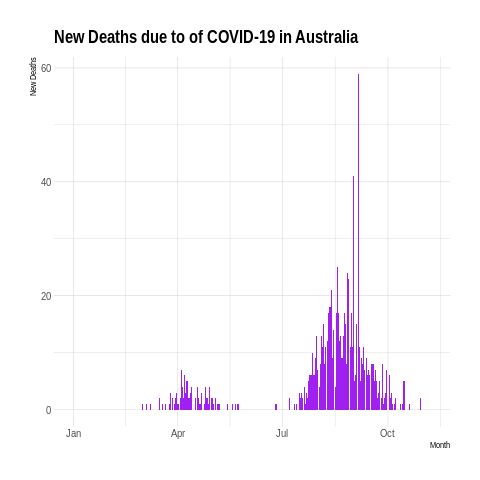 New Deaths due to of COVID-19 in Australia
New Deaths
60
40
20
0
Jan Apr Jul Oct
Month